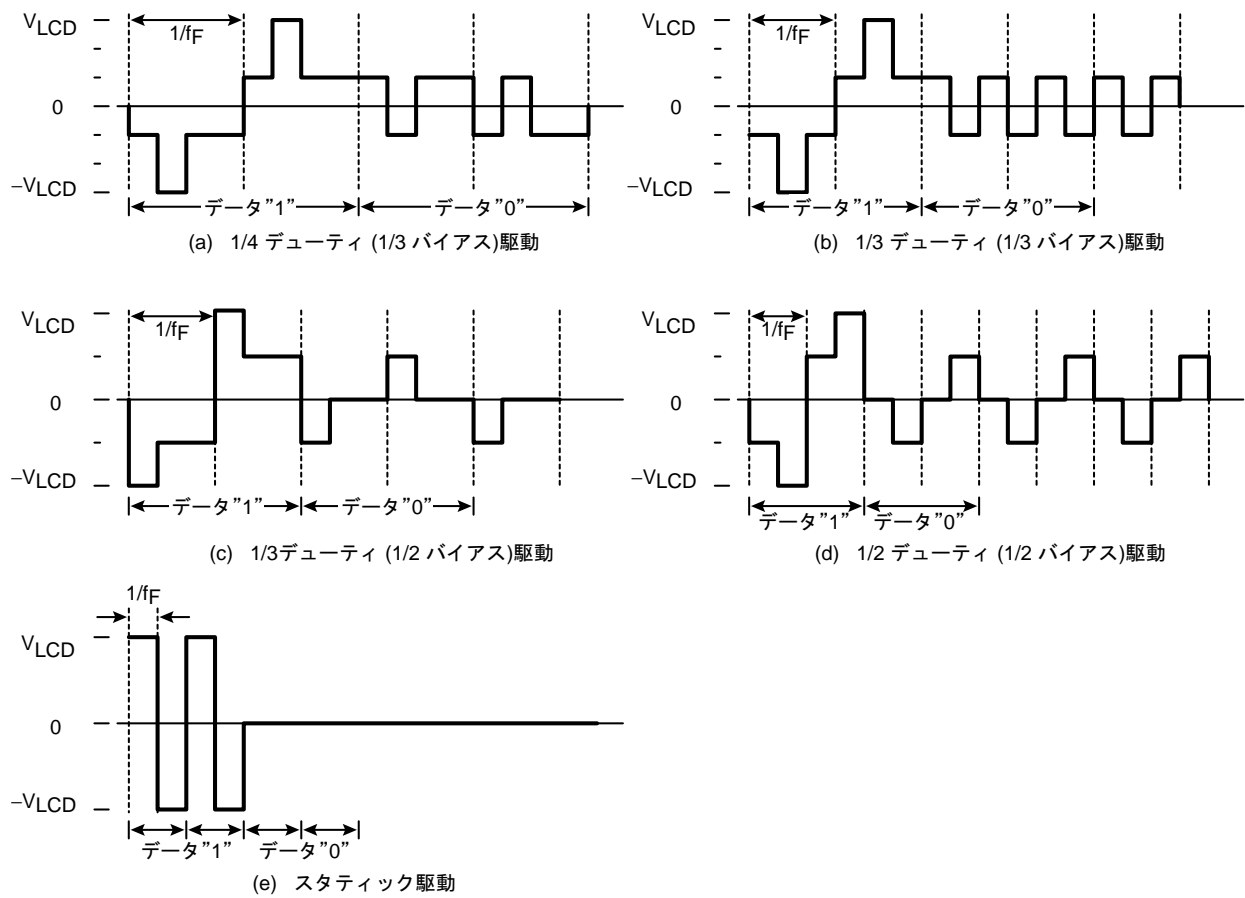 VLCD
1/fF
0
−VLCD
データ”1”
データ”0”
(a) 1/4 デューティ (1/3 バイアス)駆動
VLCD
1/fF
0
−VLCD
データ”1”
データ”0”
(b) 1/3 デューティ (1/3 バイアス)駆動
VLCD
1/fF
0
−VLCD
データ”1”
データ”0”
(c) 1/3デューティ (1/2 バイアス)駆動
VLCD
1/fF
0
−VLCD
データ”1”
データ”0”
(d) 1/2 デューティ (1/2 バイアス)駆動
1/fF
VLCD
0
−VLCD
データ”1”
データ”0”
(e) スタティック駆動